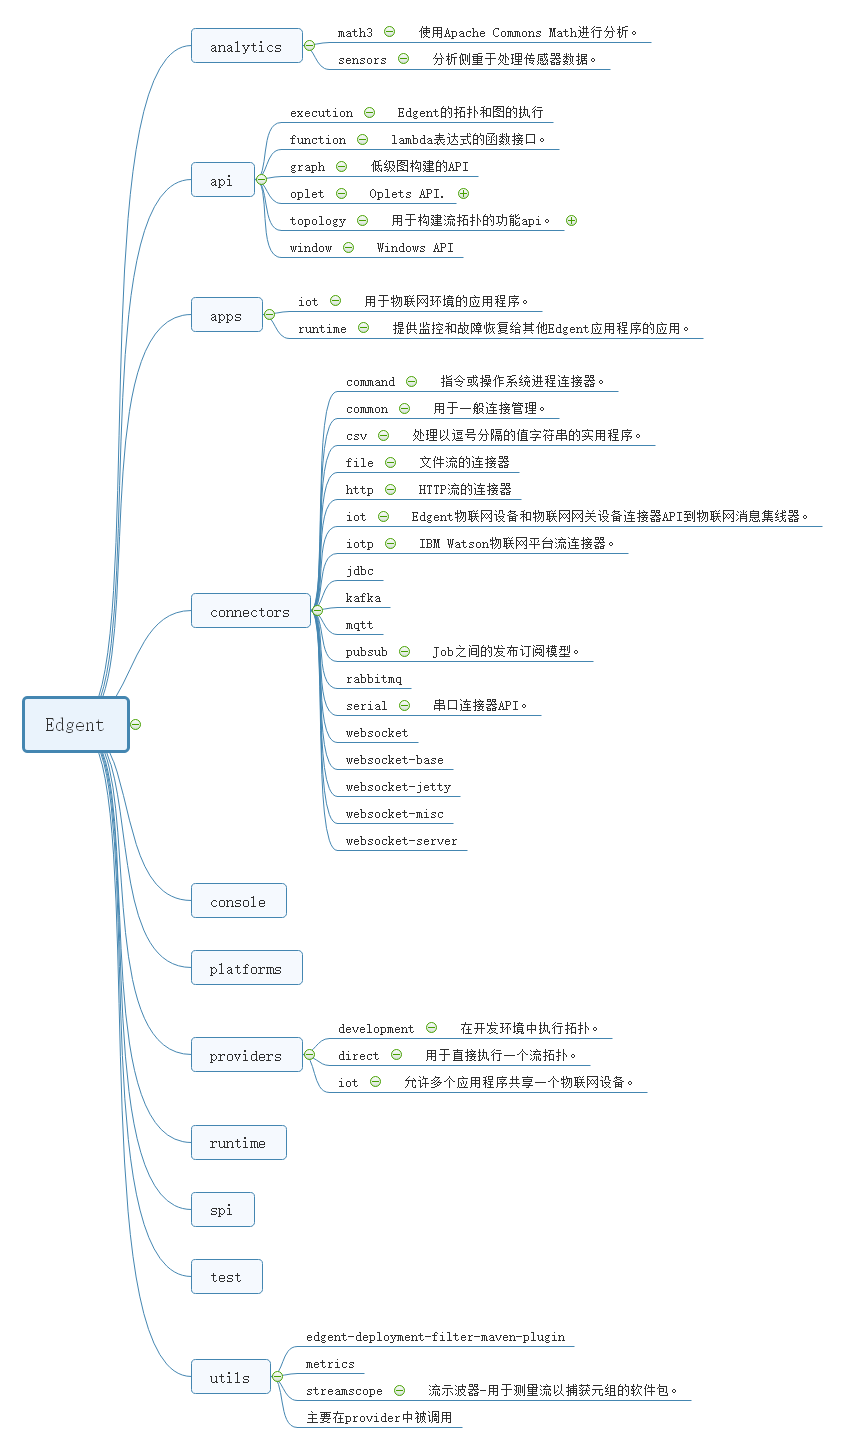 Edgent
analytics
math3 使用Apache Commons Math进行分析。
sensors 分析侧重于处理传感器数据。
api
execution Edgent的拓扑和图的执行
function lambda表达式的函数接口。
graph 低级图构建的API
oplet Oplets API.
topology 用于构建流拓扑的功能api。
window Windows API
apps
iot 用于物联网环境的应用程序。
runtime 提供监控和故障恢复给其他Edgent应用程序的应用。
connectors
command 指令或操作系统进程连接器。
common 用于一般连接管理。
csv 处理以逗号分隔的值字符串的实用程序。
file 文件流的连接器
http HTTP流的连接器
iot Edgent物联网设备和物联网网关设备连接器API到物联网消息集线器。
iotp IBM Watson物联网平台流连接器。
jdbc
kafka
mqtt
pubsub Job之间的发布订阅模型。
rabbitmq
serial 串口连接器API。
websocket
websocket-base
websocket-jetty
websocket-misc
websocket-server
console
platforms
providers
development 在开发环境中执行拓扑。
direct 用于直接执行一个流拓扑。
iot 允许多个应用程序共享一个物联网设备。
runtime
spi
test
utils
edgent-deployment-filter-maven-plugin
metrics
streamscope 流示波器-用于测量流以捕获元组的软件包。
主要在provider中被调用